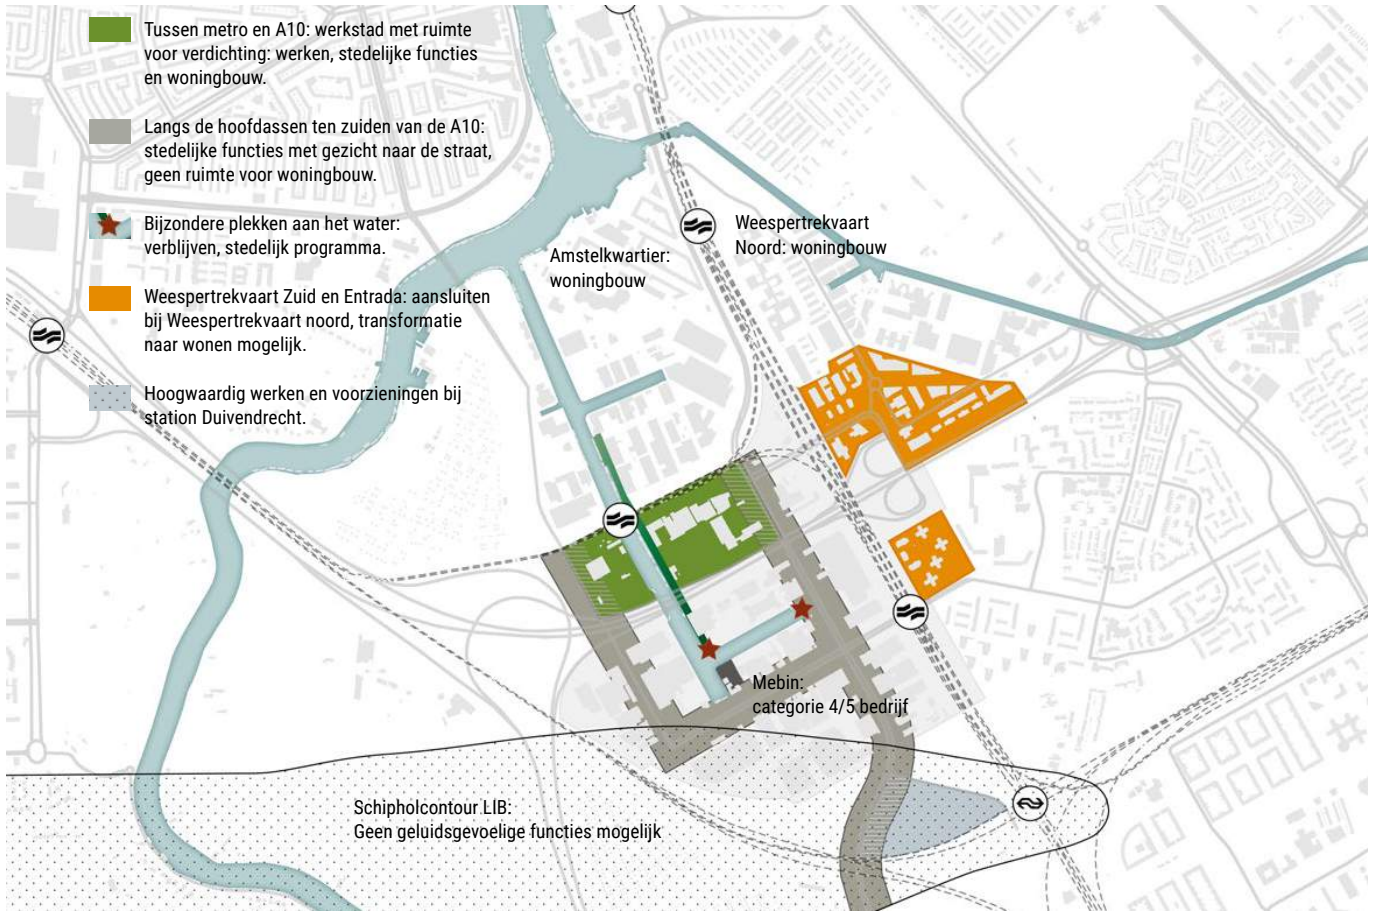 Tussen metro en A10: werkstad met ruimte
voor verdichting: werken, stedelijke functies
en woningbouw.
Langs de hoofdassen ten zuiden van de A10:
stedelijke functies met gezicht naar de straat,
geen ruimte voor woningbouw.
Bijzondere plekken aan het water:
verblijven, stedelijk programma.
Weespertrekvaart Zuid en Entrada: aansluiten
bij Weespertrekvaart noord, transformatie
naar wonen mogelijk.
Hoogwaardig werken en voorzieningen bij
station Duivendrecht.
Amstelkwartier:
woningbouw
Weespertrekvaart
Noord: woningbouw
Mebin:
categorie 4/5 bedrijf
Schipholcontour LIB:
Geen geluidsgevoelige functies mogelijk